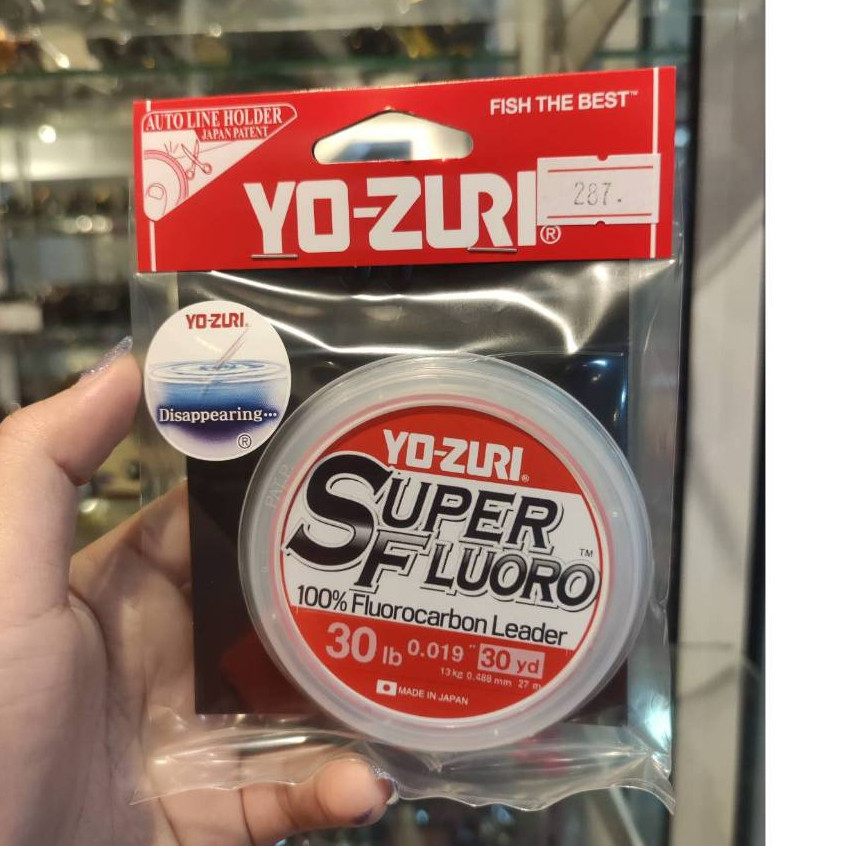 AUTO LINE HOLDER
JAPAN PATENT
FISH THE BEST™
YO-ZURI®
287.
YO-ZURI®
Disappearing...
®
YO-ZURI®
SUPER
FLUORO™
100% Fluorocarbon Leader
30 lb 0.019" 30 yd
13 kg 0.488 mm 27 m
MADE IN JAPAN